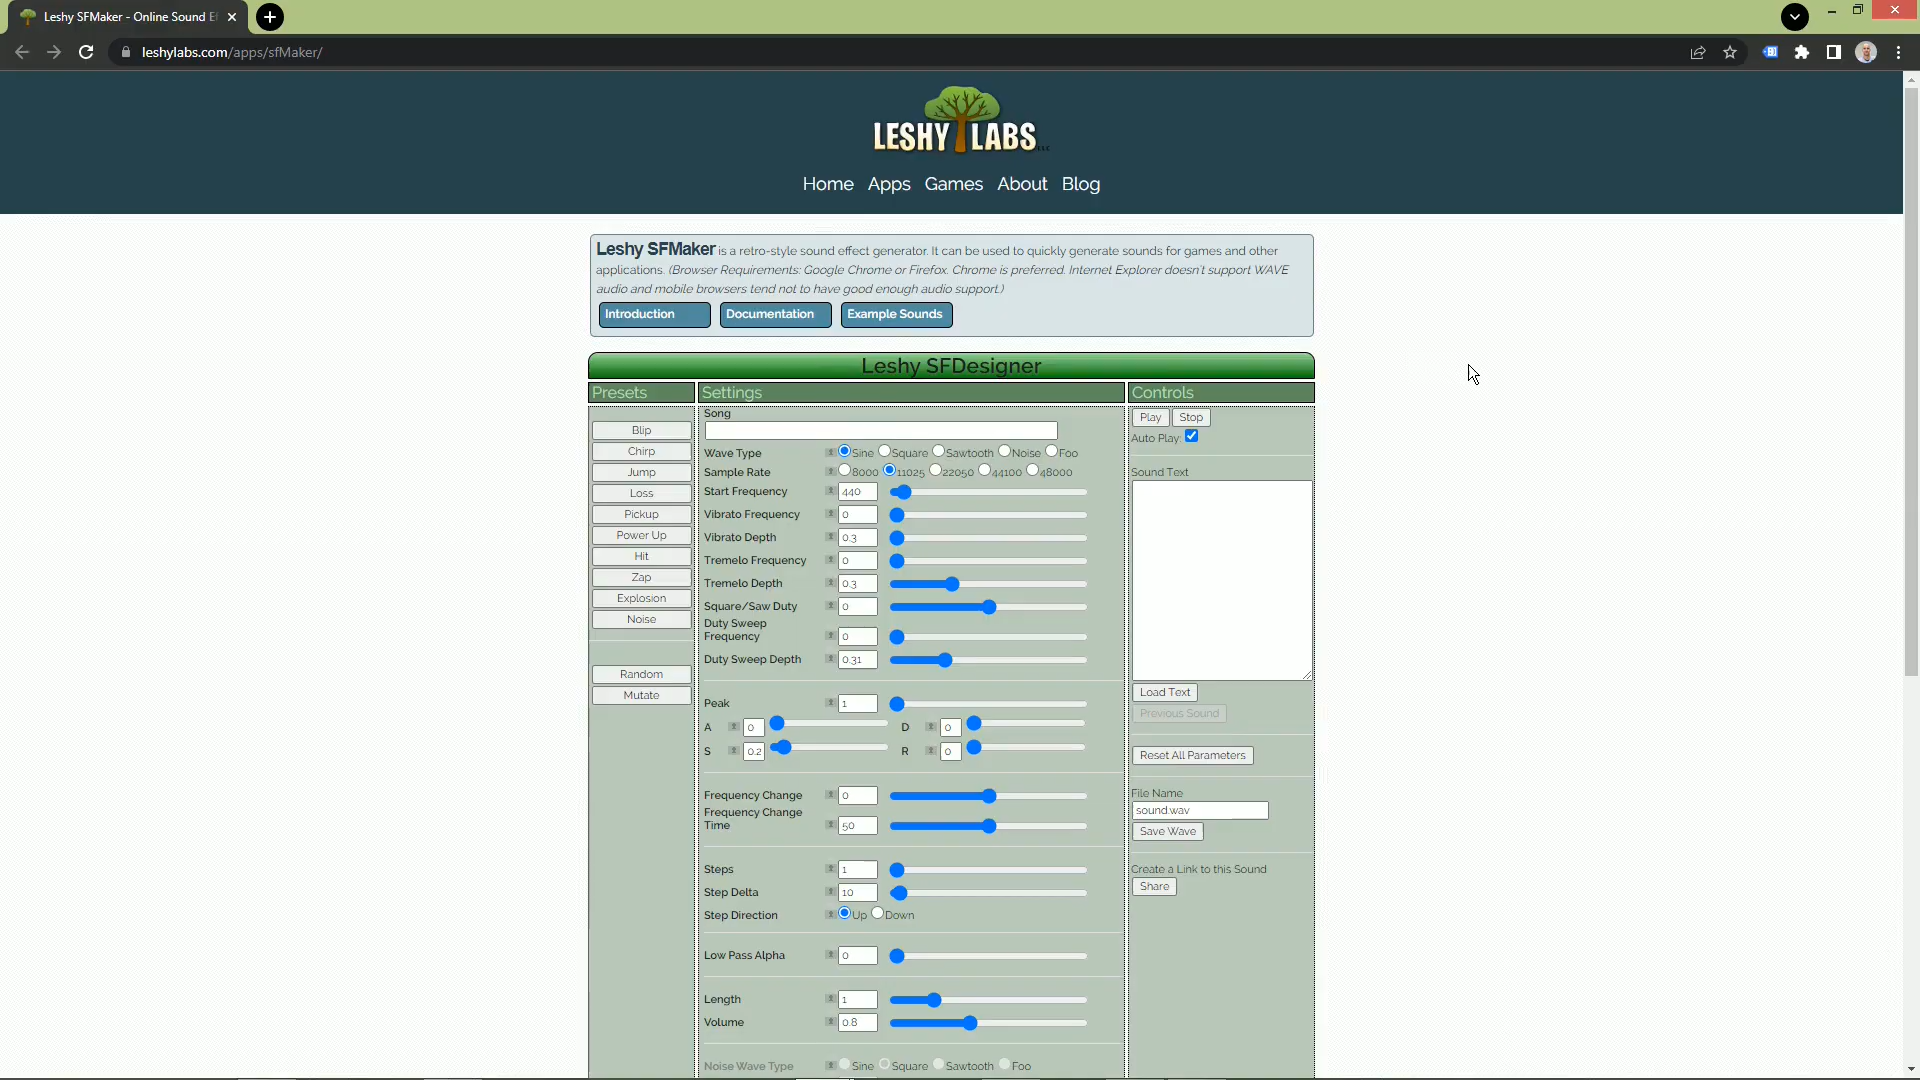 Leshy SFMaker - Online Sound Ef
leshylabs.com/apps/sfMaker/
LESHY LABS LLC
Home Apps Games About Blog
Leshy SFMaker is a retro-style sound effect generator. It can be used to quickly generate sounds for games and other
applications. (Browser Requirements: Google Chrome or Firefox. Chrome is preferred. Internet Explorer doesn't support WAVE
audio and mobile browsers tend not to have good enough audio support.)
Introduction Documentation Example Sounds
Leshy SFDesigner
Presets
Blip
Chirp
Jump
Loss
Pickup
Power Up
Hit
Zap
Explosion
Noise
Random
Mutate
Settings
Song
Wave Type Sine Square Sawtooth Noise Foo
Sample Rate 8000 11025 22050 44100 48000
Start Frequency 440
Vibrato Frequency 0
Vibrato Depth 0.3
Tremelo Frequency 0
Tremelo Depth 0.3
Square/Saw Duty 0
Duty Sweep
Frequency 0
Duty Sweep Depth 0.31
Peak 1
A 0 D 0
S 0.2 R 0
Frequency Change 0
Frequency Change
Time 50
Steps 1
Step Delta 10
Step Direction Up Down
Low Pass Alpha 0
Length 1
Volume 0.8
Noise Wave Type Sine Square Sawtooth Foo
Controls
Play Stop
Auto Play:
Sound Text
Load Text
Previous Sound
Reset All Parameters
File Name
sound.wav
Save Wave
Create a Link to this Sound
Share